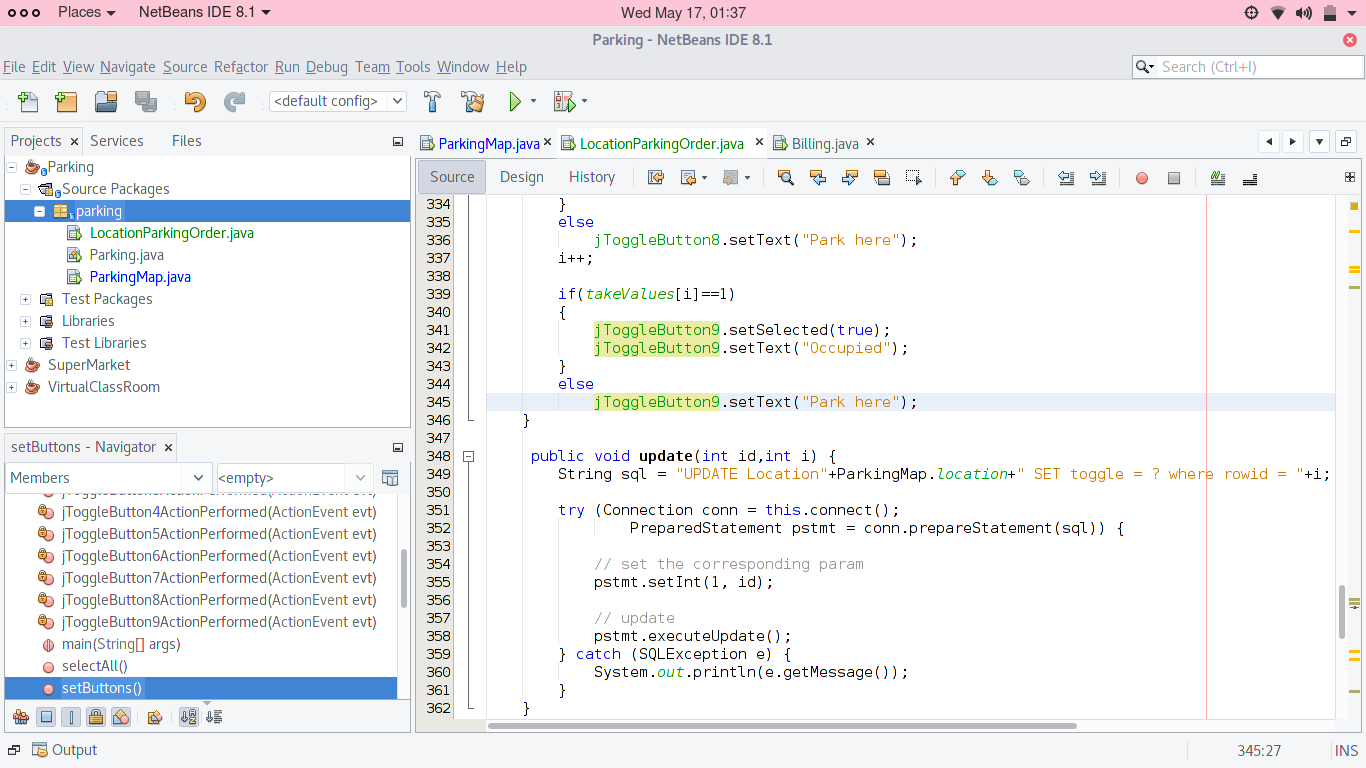 Places NetBeans IDE 8.1 Wed May 17, 01:37
Parking - NetBeans IDE 8.1
File Edit View Navigate Source Refactor Run Debug Team Tools Window Help Search (Ctrl+I)
<default config>
Projects Services Files
Parking
Source Packages
parking
LocationParkingOrder.java
Parking.java
ParkingMap.java
Test Packages
Libraries
Test Libraries
SuperMarket
VirtualClassRoom
setButtons - Navigator
Members <empty>
jToggleButton4ActionPerformed(ActionEvent evt)
jToggleButton5ActionPerformed(ActionEvent evt)
jToggleButton6ActionPerformed(ActionEvent evt)
jToggleButton7ActionPerformed(ActionEvent evt)
jToggleButton8ActionPerformed(ActionEvent evt)
jToggleButton9ActionPerformed(ActionEvent evt)
main(String[] args)
selectAll()
setButtons()
ParkingMap.java LocationParkingOrder.java Billing.java
Source Design History
334 }
335 else
336 jToggleButton8.setText("Park here");
337 i++;
338
339 if(takeValues[i]==1)
340 {
341 jToggleButton9.setSelected(true);
342 jToggleButton9.setText("Occupied");
343 }
344 else
345 jToggleButton9.setText("Park here");
346 }
347
348 public void update(int id,int i) {
349 String sql = "UPDATE Location"+ParkingMap.location+" SET toggle = ? where rowid = "+i;
350
351 try (Connection conn = this.connect();
352 PreparedStatement pstmt = conn.prepareStatement(sql)) {
353
354 // set the corresponding param
355 pstmt.setInt(1, id);
356
357 // update
358 pstmt.executeUpdate();
359 } catch (SQLException e) {
360 System.out.println(e.getMessage());
361 }
362 }
Output 345:27 INS